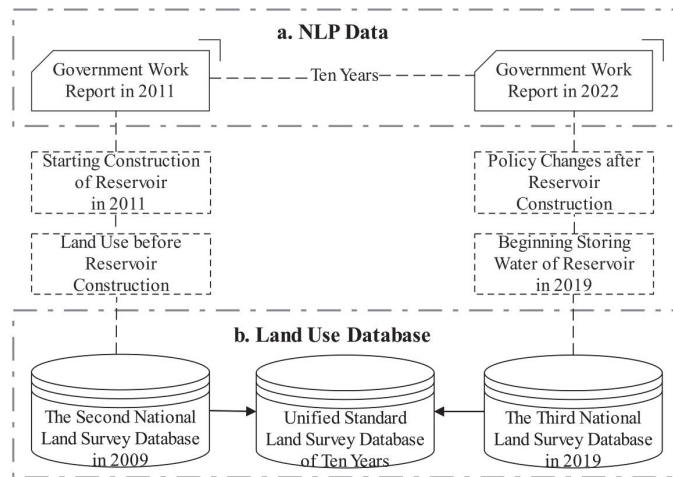 a. NLP Data
Government Work
Report in 2011
Ten Years
Government Work
Report in 2022
Starting Construction
of Reservoir
in 2011
Policy Changes after
Reservoir
Construction
Land Use before
Reservoir
Construction
Beginning Storing
Water of Reservoir
in 2019
b. Land Use Database
The Second National
Land Survey Database
in 2009
Unified Standard
Land Survey Database
of Ten Years
The Third National
Land Survey Database
in 2019